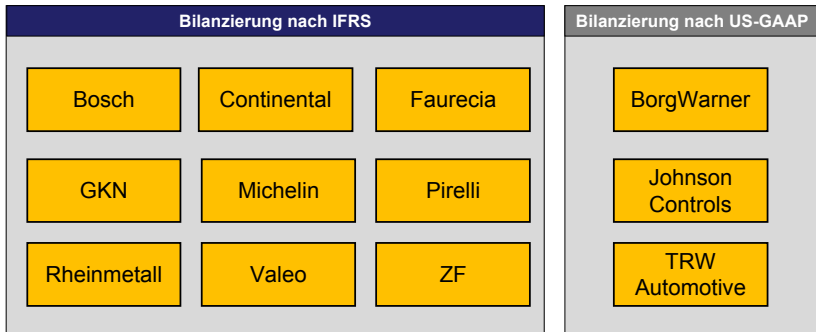 Bilanzierung nach IFRS
Bilanzierung nach US-GAAP
Bosch
Continental
Faurecia
BorgWarner
GKN
Michelin
Pirelli
Johnson
Controls
Rheinmetall
Valeo
ZF
TRW
Automotive